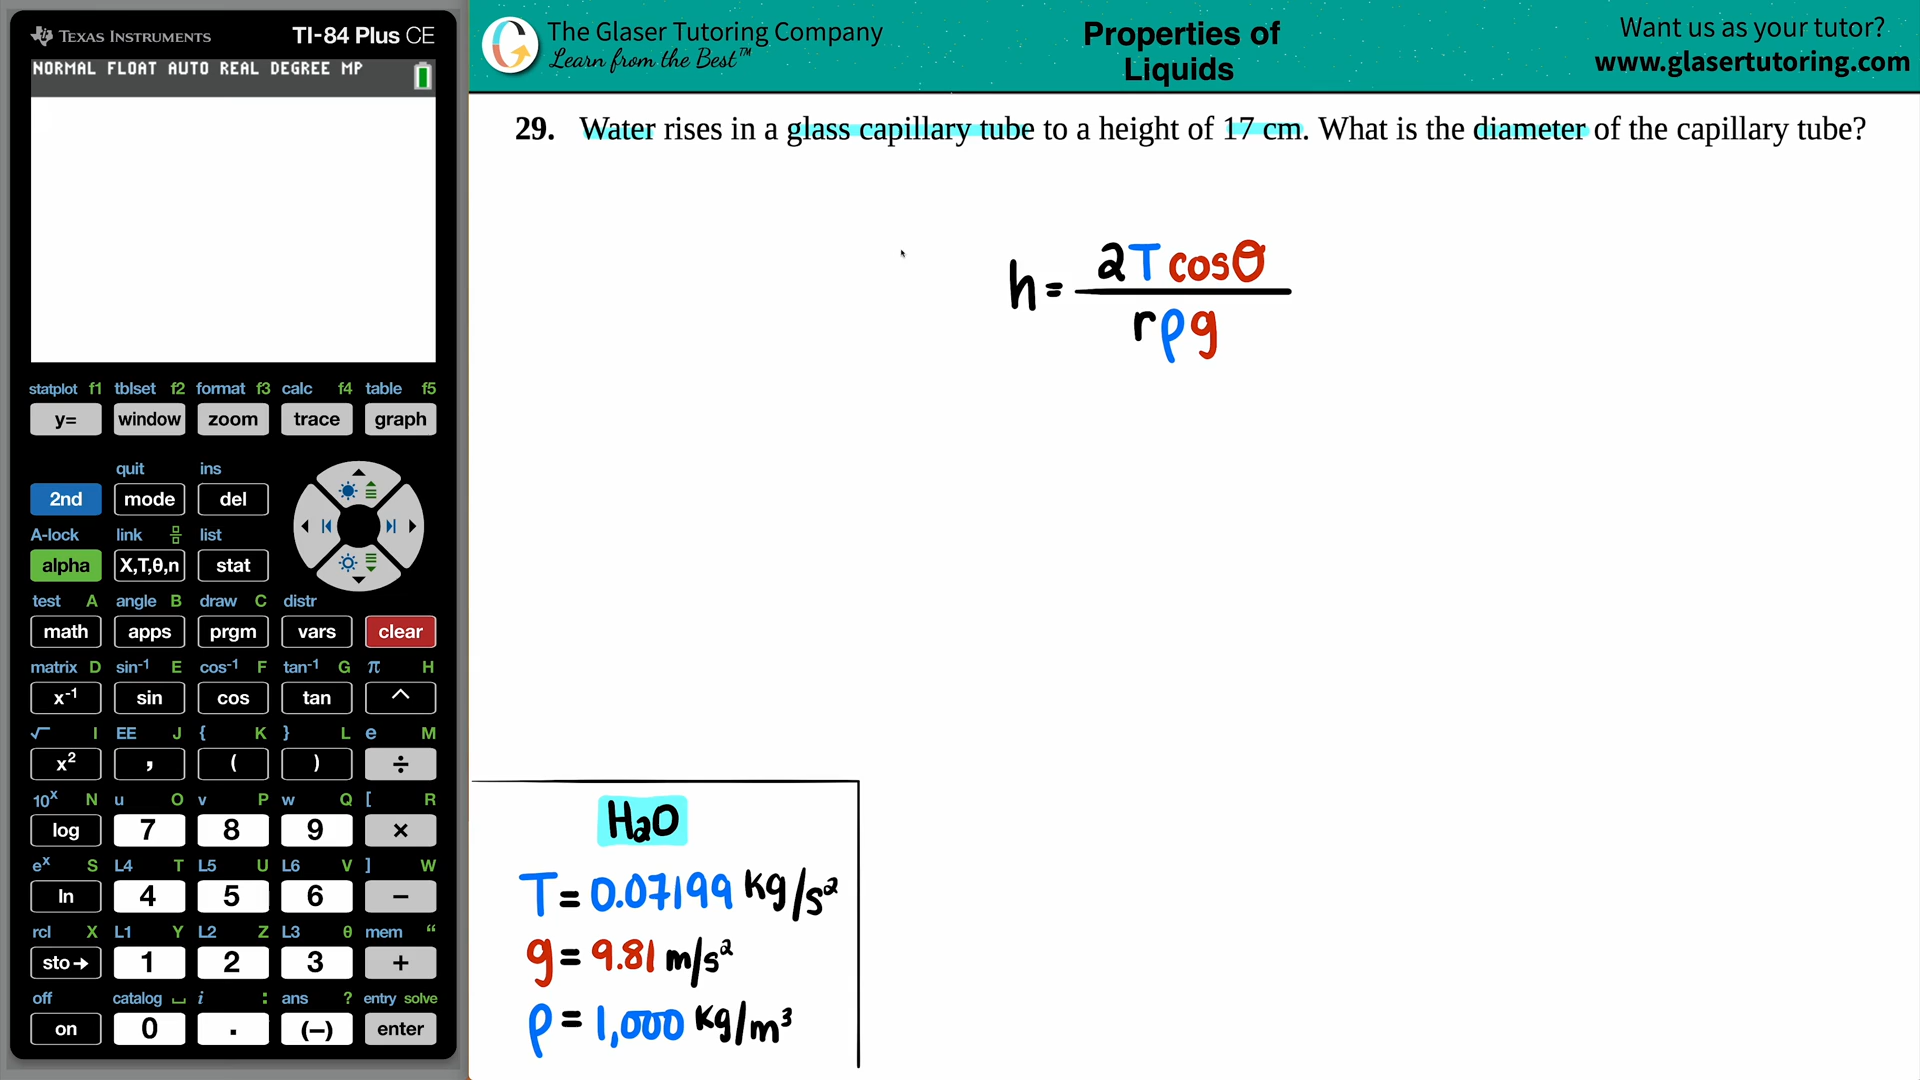 TEXAS INSTRUMENTS TI-84 Plus CE
NORMAL FLOAT AUTO REAL DEGREE MP
statplot f1 tblset f2 format f3 calc f4 table f5
y= window zoom trace graph
quit ins
2nd mode del
A-lock link list
alpha X,T,θ,n stat
test A angle B draw C distr
math apps prgm vars clear
matrix D sin⁻¹ E cos⁻¹ F tan⁻¹ G π H
x⁻¹ sin cos tan ^
√ I EE J { K } L e M
x² , ( ) ÷
10ˣ N u O v P w Q [ R
log 7 8 9 ×
eˣ S L4 T L5 U L6 V ] W
ln 4 5 6 −
rcl X L1 Y L2 Z L3 θ mem “
sto→ 1 2 3 +
off catalog ⎵ i : ans ? entry solve
on 0 . (−) enter
The Glaser Tutoring Company
Learn from the Best™
Properties of
Liquids
Want us as your tutor?
www.glasertutoring.com
29. Water rises in a glass capillary tube to a height of 17 cm. What is the diameter of the capillary tube?
h = 2Tcosθ
rρg
H₂O
T = 0.07199 kg/s²
g = 9.81 m/s²
ρ = 1,000 kg/m³